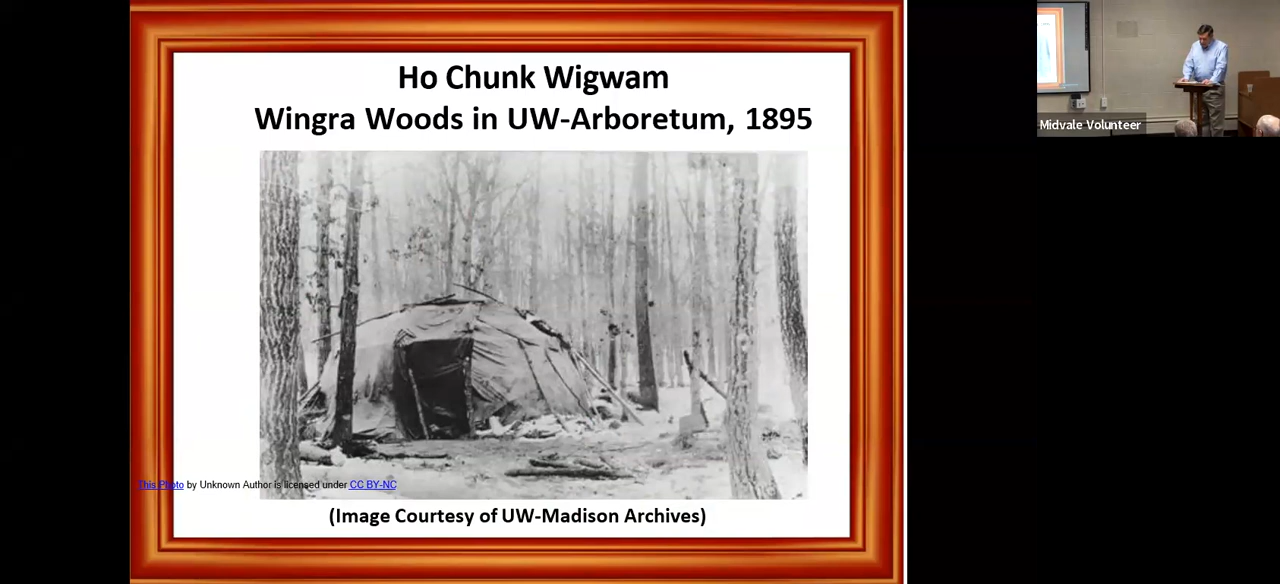 Ho Chunk Wigwam
Wingra Woods in UW-Arboretum, 1895
Midvale Volunteer
This Photo by Unknown Author is licensed under CC BY-NC
(Image Courtesy of UW-Madison Archives)